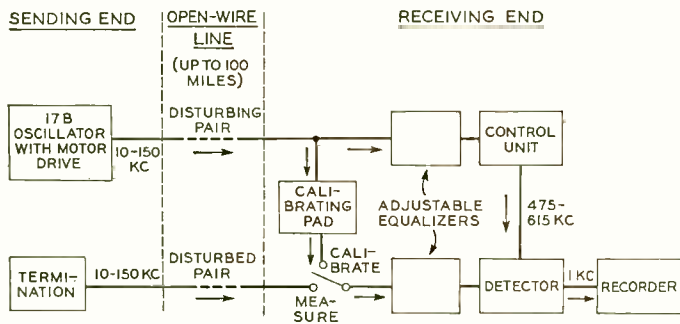 SENDING END
OPEN-WIRE
LINE
(UP TO 100
MILES)
RECEIVING END
17B
OSCILLATOR
WITH MOTOR
DRIVE
10-150
KC
DISTURBING
PAIR
CONTROL
UNIT
CALI-
BRATING
PAD
ADJUSTABLE
EQUALIZERS
475-
615 KC
TERMI-
NATION
10-150 KC
DISTURBED
PAIR
CALI-
BRATE
MEA-
SURE
DETECTOR
1 KC
RECORDER